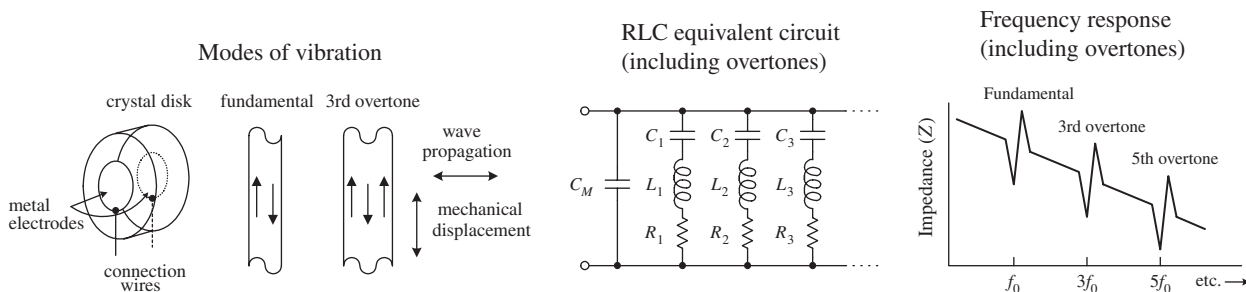 Modes of vibration
crystal disk
fundamental
3rd overtone
wave
propagation
mechanical
displacement
metal
electrodes
connection
wires
RLC equivalent circuit
(including overtones)
C_M
C_1
C_2
C_3
L_1
L_2
L_3
R_1
R_2
R_3
Frequency response
(including overtones)
Impedance (Z)
Fundamental
3rd overtone
5th overtone
f_0
3f_0
5f_0
etc.